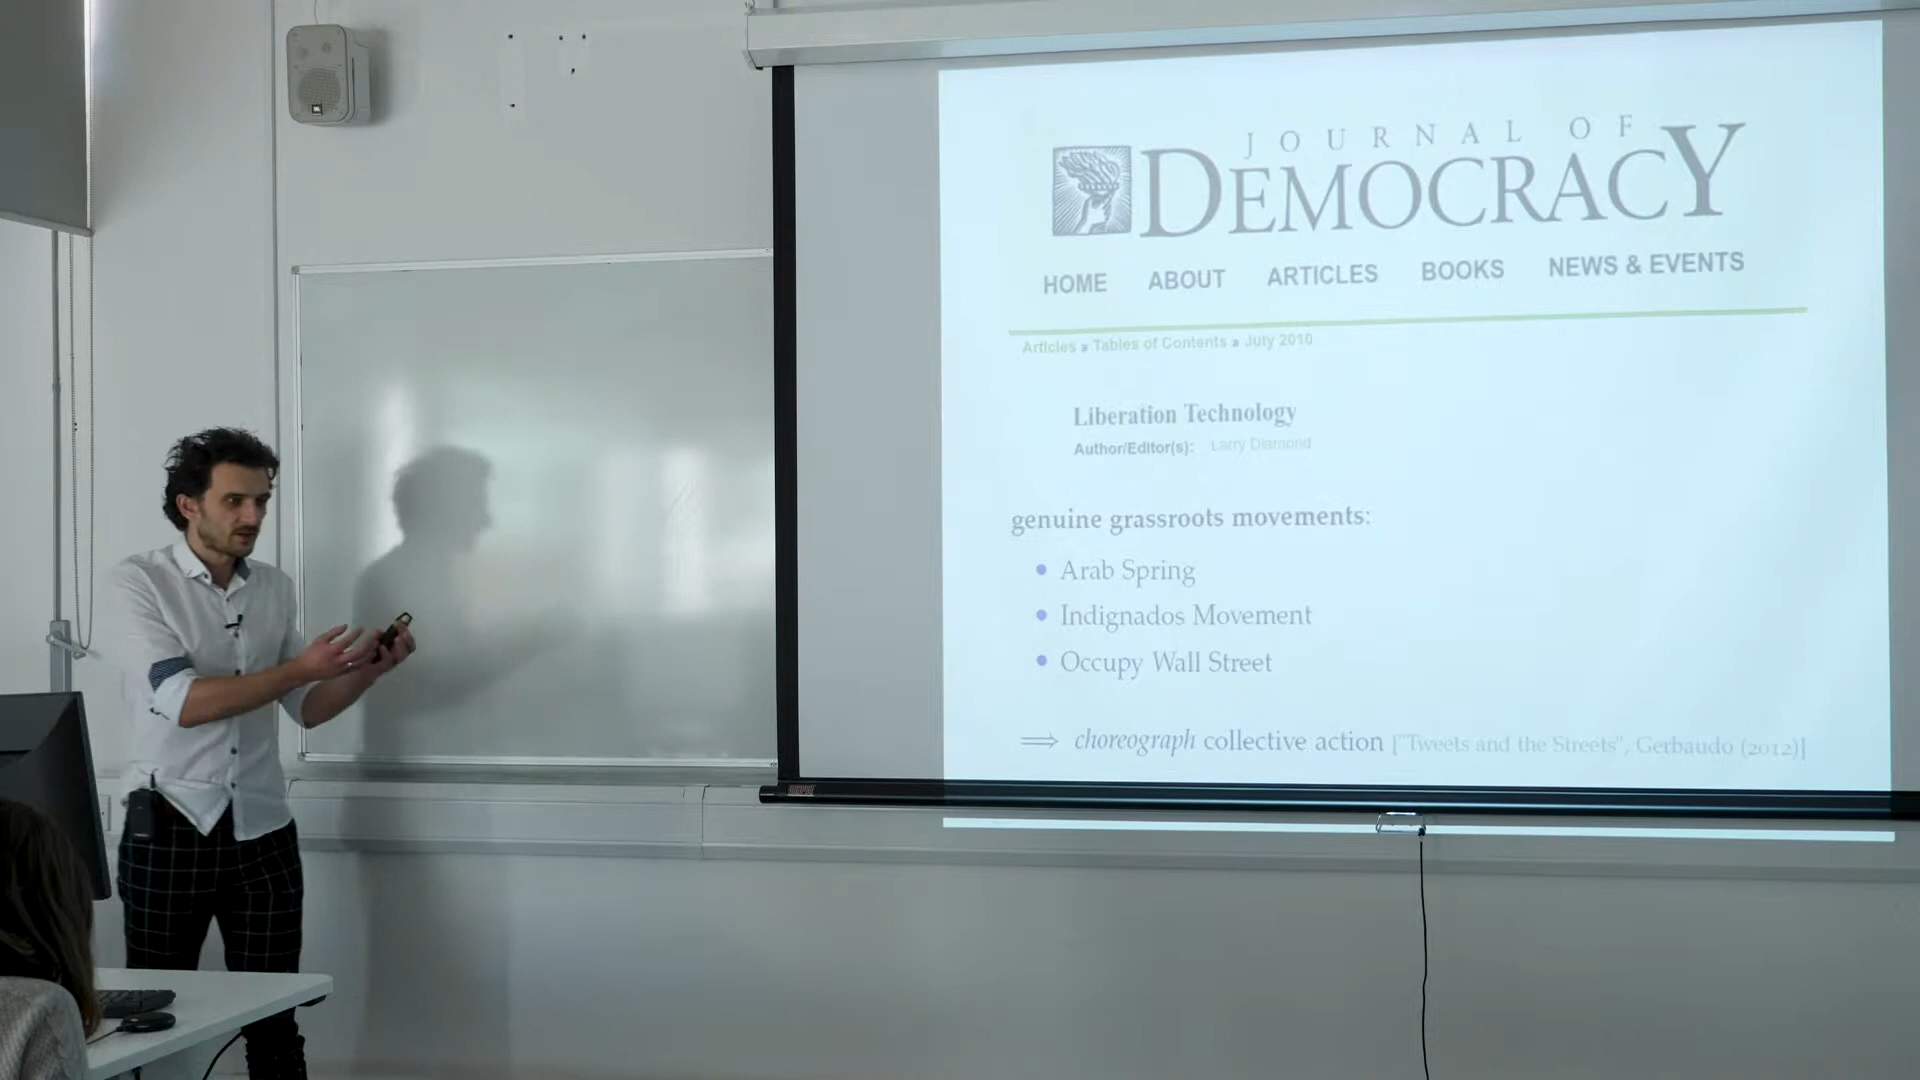 JOURNAL OF
DEMOCRACY
HOME ABOUT ARTICLES BOOKS NEWS & EVENTS
Articles » Tables of Contents » July 2010
Liberation Technology
Author/Editor(s): Larry Diamond
genuine grassroots movements:
• Arab Spring
• Indignados Movement
• Occupy Wall Street
⟹ choreograph collective action ["Tweets and the Streets", Gerbaudo (2012)]
JBL